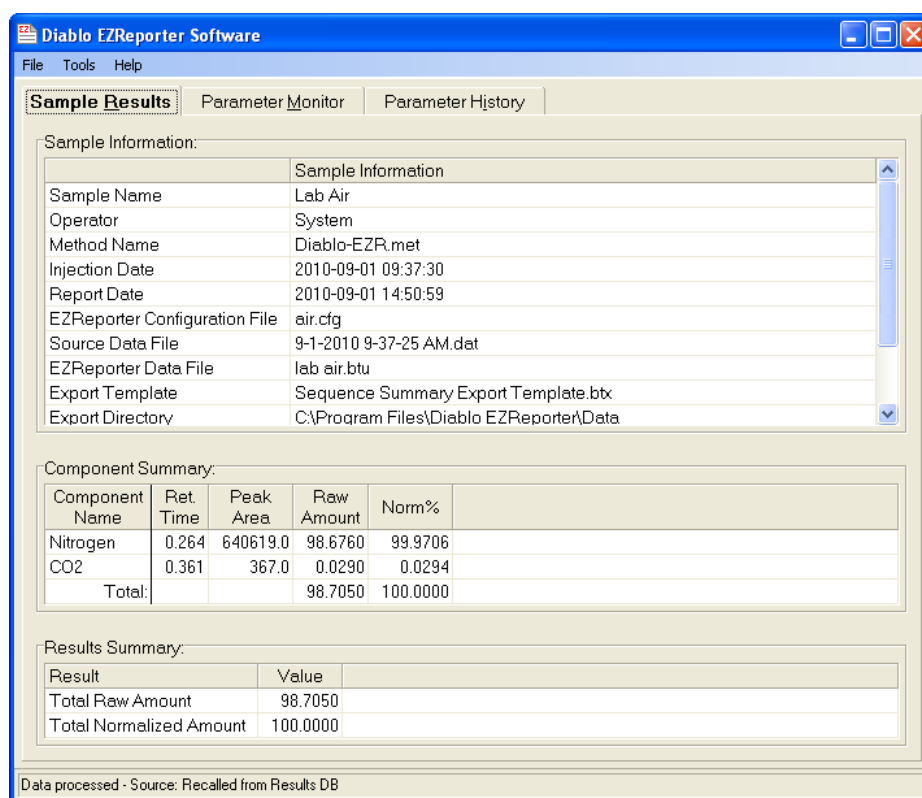 Diablo EZReporter Software
File Tools Help
Sample Results Parameter Monitor Parameter History
Sample Information:
Sample Information
Sample Name Lab Air
Operator System
Method Name Diablo-EZR.met
Injection Date 2010-09-01 09:37:30
Report Date 2010-09-01 14:50:59
EZReporter Configuration File air.cfg
Source Data File 9-1-2010 9-37-25 AM.dat
EZReporter Data File lab air.btu
Export Template Sequence Summary Export Template.btx
Export Directory C:\Program Files\Diablo EZReporter\Data
Component Summary:
Component Name Ret. Time Peak Area Raw Amount Norm%
Nitrogen 0.264 640619.0 98.6760 99.9706
CO2 0.361 367.0 0.0290 0.0294
Total: 98.7050 100.0000
Results Summary:
Result Value
Total Raw Amount 98.7050
Total Normalized Amount 100.0000
Data processed - Source: Recalled from Results DB